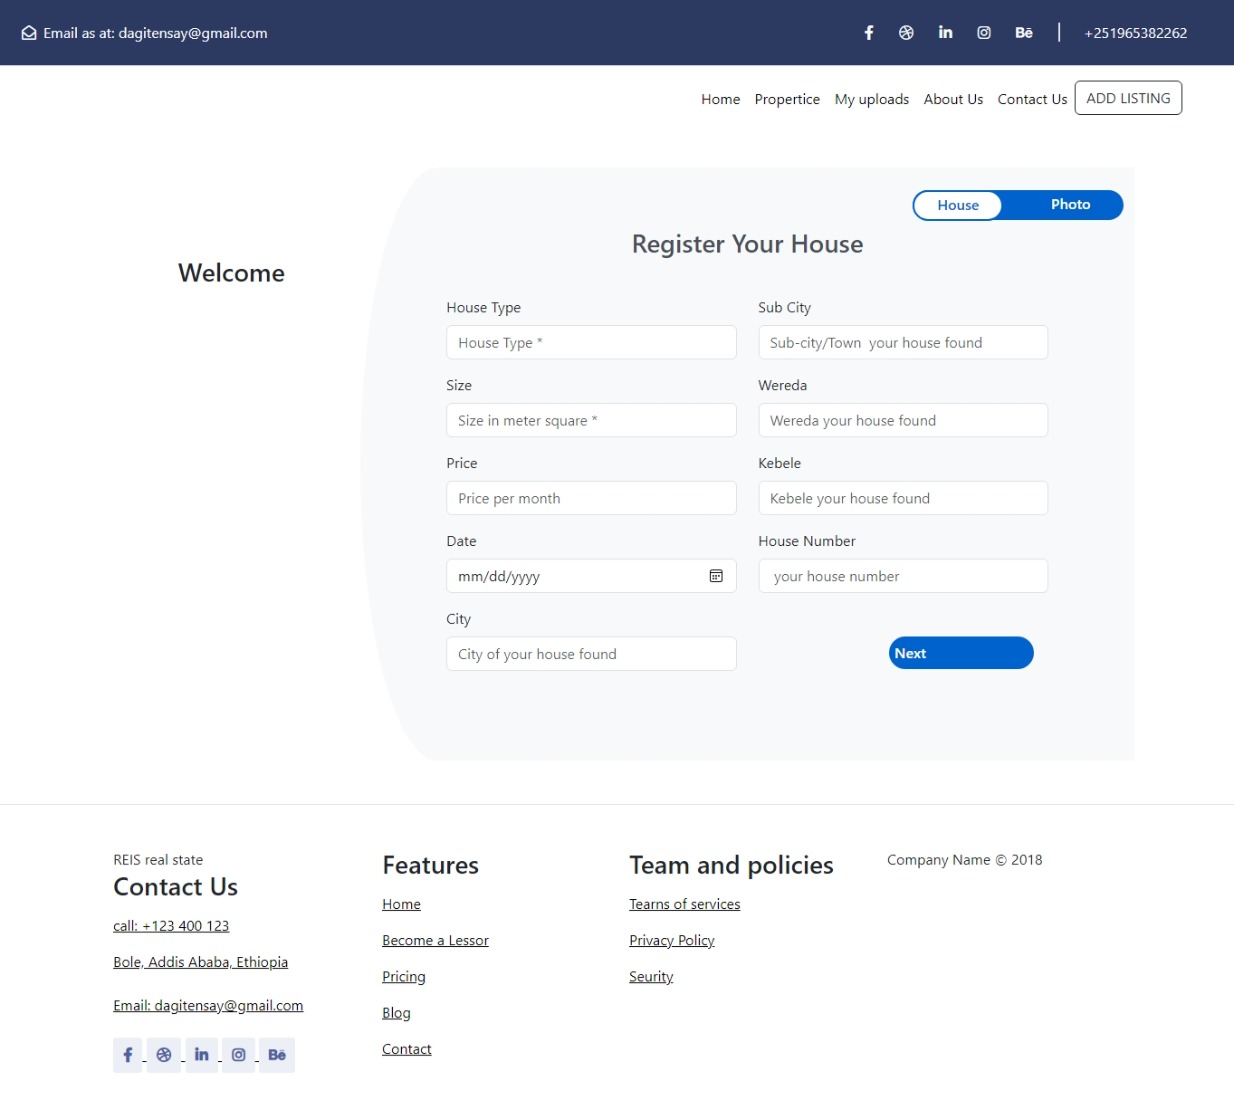 Email as at: dagitensay@gmail.com
+251965382262
Home Propertice My uploads About Us Contact Us ADD LISTING
House Photo
Register Your House
Welcome
House Type
House Type *
Sub City
Sub-city/Town your house found
Size
Size in meter square *
Wereda
Wereda your house found
Price
Price per month
Kebele
Kebele your house found
Date
mm/dd/yyyy
House Number
your house number
City
City of your house found
Next
REIS real state
Contact Us
call: +123 400 123
Bole, Addis Ababa, Ethiopia
Email: dagitensay@gmail.com
Features
Home
Become a Lessor
Pricing
Blog
Contact
Team and policies
Tearns of services
Privacy Policy
Seurity
Company Name © 2018